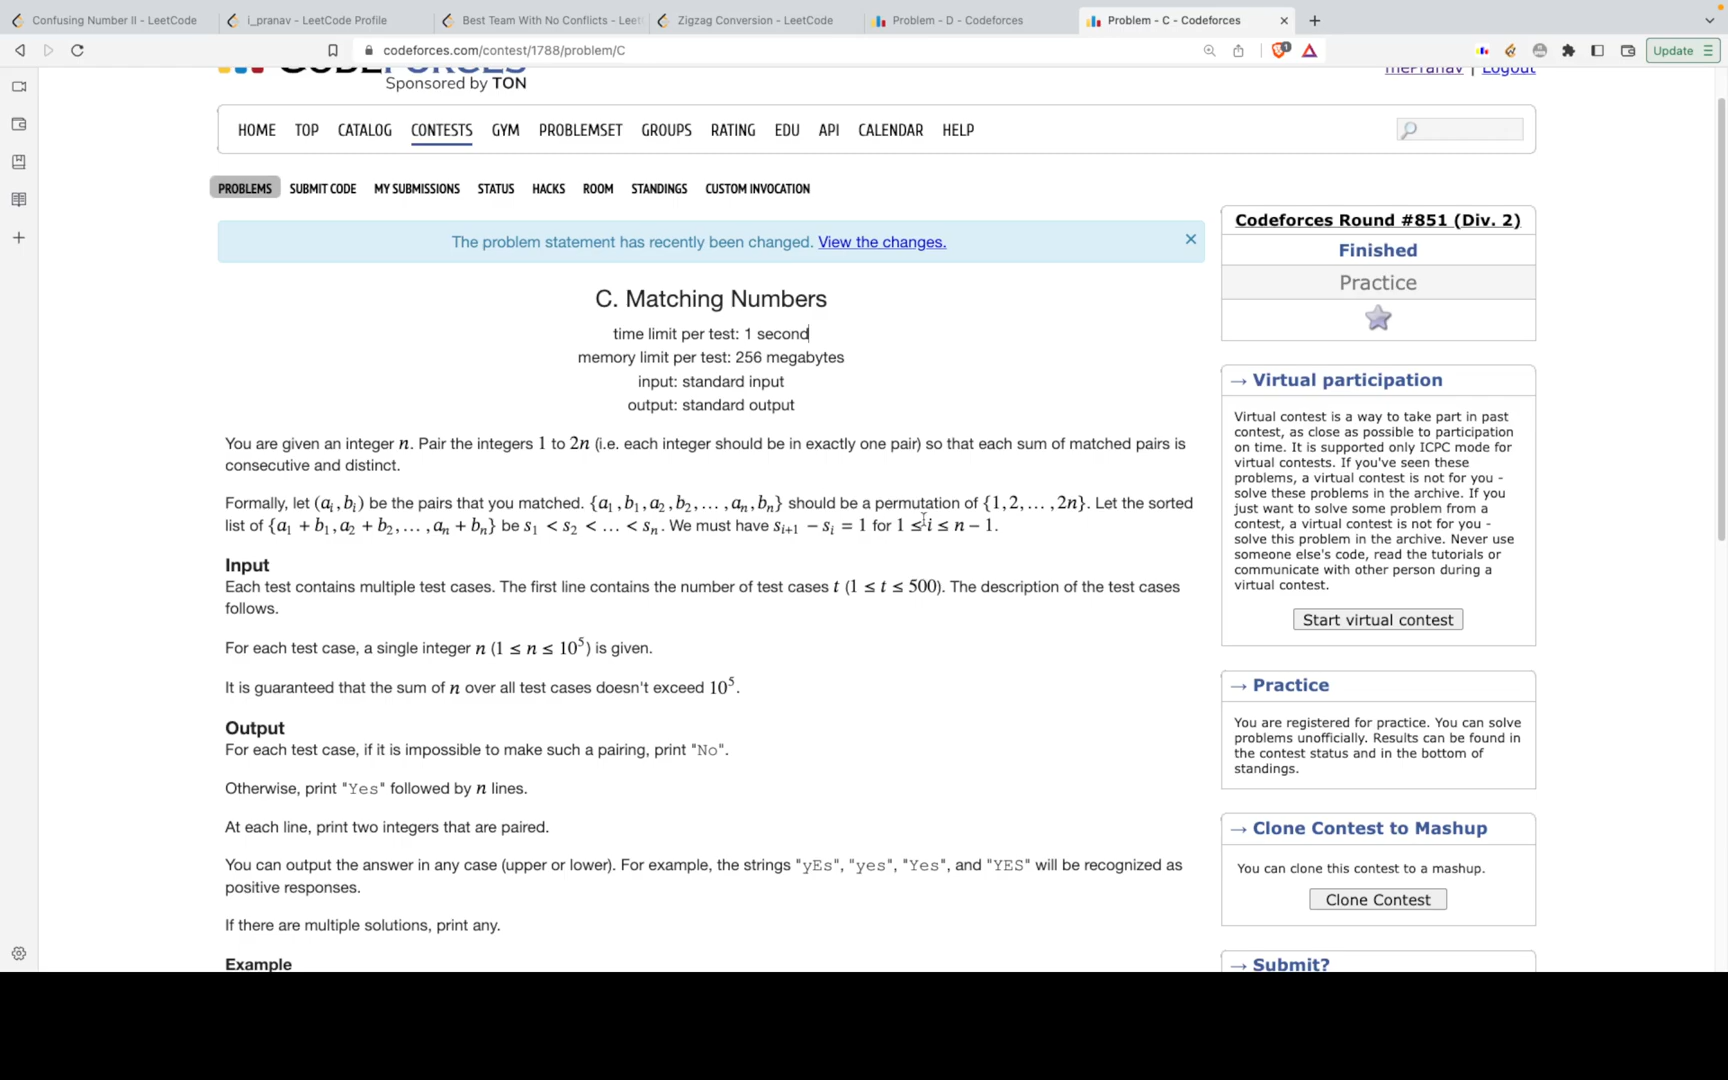 Confusing Number II - LeetCode
i_pranav - LeetCode Profile
Best Team With No Conflicts - Leet
Zigzag Conversion - LeetCode
Problem - D - Codeforces
Problem - C - Codeforces
codeforces.com/contest/1788/problem/C
1
Update
CODEFORCES
Sponsored by TON
ThePranav | Logout
HOME TOP CATALOG CONTESTS GYM PROBLEMSET GROUPS RATING EDU API CALENDAR HELP
PROBLEMS SUBMIT CODE MY SUBMISSIONS STATUS HACKS ROOM STANDINGS CUSTOM INVOCATION
The problem statement has recently been changed. View the changes.
C. Matching Numbers
time limit per test: 1 second
memory limit per test: 256 megabytes
input: standard input
output: standard output
You are given an integer n. Pair the integers 1 to 2n (i.e. each integer should be in exactly one pair) so that each sum of matched pairs is
consecutive and distinct.
Formally, let (aᵢ, bᵢ) be the pairs that you matched. {a₁, b₁, a₂, b₂, … , aₙ, bₙ} should be a permutation of {1, 2, … , 2n}. Let the sorted
list of {a₁ + b₁, a₂ + b₂, … , aₙ + bₙ} be s₁ < s₂ < … < sₙ. We must have sᵢ₊₁ − sᵢ = 1 for 1 ≤ i ≤ n − 1.
Input
Each test contains multiple test cases. The first line contains the number of test cases t (1 ≤ t ≤ 500). The description of the test cases
follows.
For each test case, a single integer n (1 ≤ n ≤ 10⁵) is given.
It is guaranteed that the sum of n over all test cases doesn't exceed 10⁵.
Output
For each test case, if it is impossible to make such a pairing, print "No".
Otherwise, print "Yes" followed by n lines.
At each line, print two integers that are paired.
You can output the answer in any case (upper or lower). For example, the strings "yEs", "yes", "Yes", and "YES" will be recognized as
positive responses.
If there are multiple solutions, print any.
Example
Codeforces Round #851 (Div. 2)
Finished
Practice
→ Virtual participation
Virtual contest is a way to take part in past
contest, as close as possible to participation
on time. It is supported only ICPC mode for
virtual contests. If you've seen these
problems, a virtual contest is not for you -
solve these problems in the archive. If you
just want to solve some problem from a
contest, a virtual contest is not for you -
solve this problem in the archive. Never use
someone else's code, read the tutorials or
communicate with other person during a
virtual contest.
Start virtual contest
→ Practice
You are registered for practice. You can solve
problems unofficially. Results can be found in
the contest status and in the bottom of
standings.
→ Clone Contest to Mashup
You can clone this contest to a mashup.
Clone Contest
→ Submit?